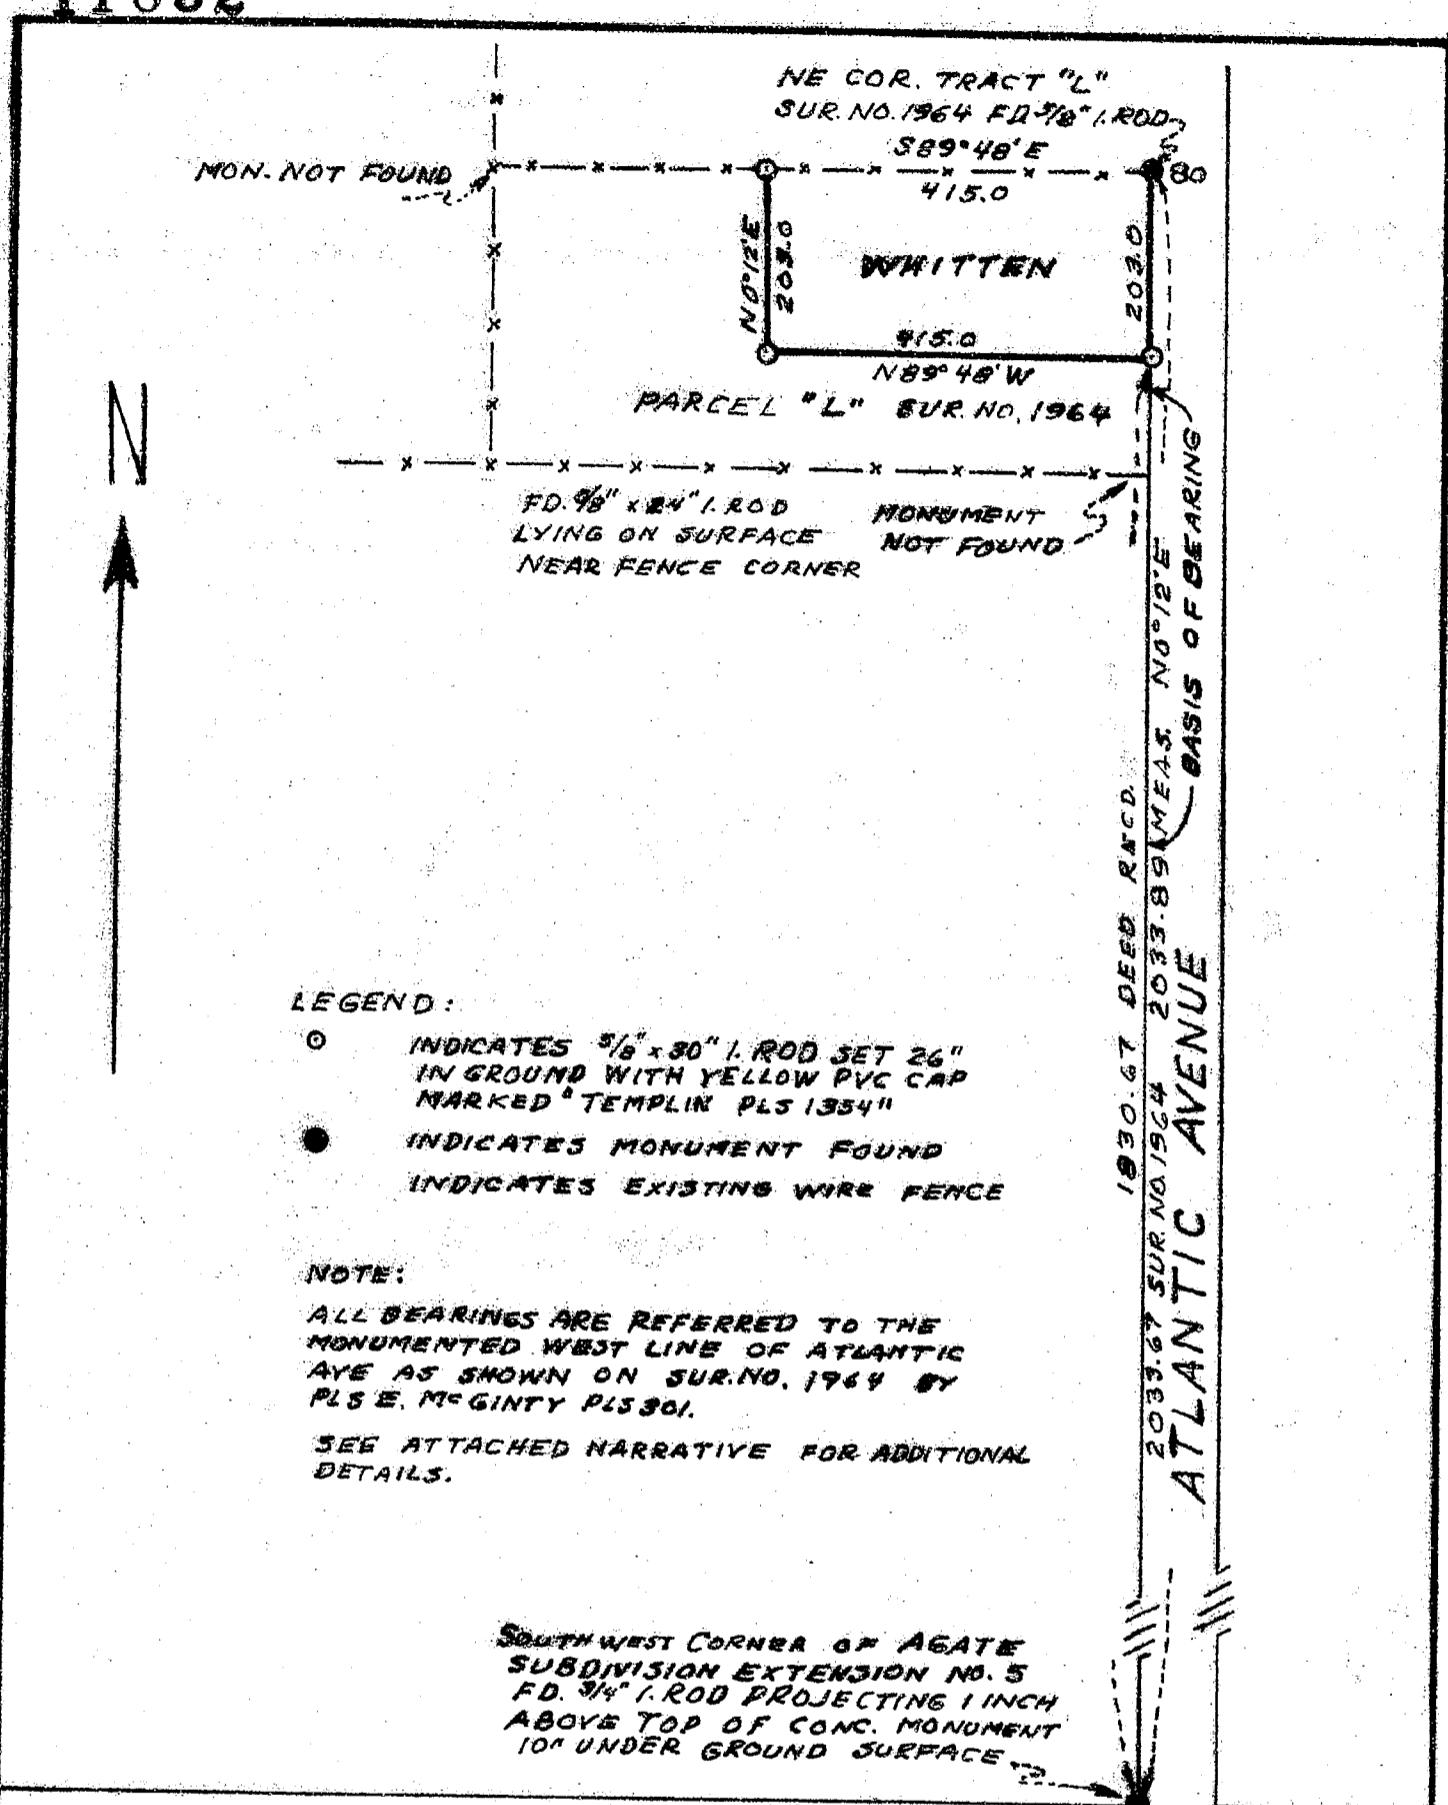 NE COR. TRACT "L"
SUR. NO. 1964 FD 5/8" I. ROD
S89°48'E
MON. NOT FOUND
80
415.0
N0°12'E
203.0
WHITTEN
203.0
415.0
N89°48'W
PARCEL "L" SUR. NO. 1964
N
FD. 5/8" x 24" I. ROD
LYING ON SURFACE
NEAR FENCE CORNER
MONUMENT
NOT FOUND
BASIS OF BEARING
1830.67 DEED RECD.
2033.67 SUR. NO. 1964 2033.89 MEAS. N0°12'E
ATLANTIC AVENUE
LEGEND:
INDICATES 5/8" x 30" I. ROD SET 26"
IN GROUND WITH YELLOW PVC CAP
MARKED "TEMPLIN PLS 1354"
INDICATES MONUMENT FOUND
INDICATES EXISTING WIRE FENCE
NOTE:
ALL BEARINGS ARE REFERRED TO THE
MONUMENTED WEST LINE OF ATLANTIC
AVE AS SHOWN ON SUR. NO. 1964 BY
PLS E. McGINTY PLS 301.
SEE ATTACHED NARRATIVE FOR ADDITIONAL
DETAILS.
SOUTHWEST CORNER OF AGATE
SUBDIVISION EXTENSION NO. 5
FD. 3/4" I. ROD PROJECTING 1 INCH
ABOVE TOP OF CONC. MONUMENT
10" UNDER GROUND SURFACE